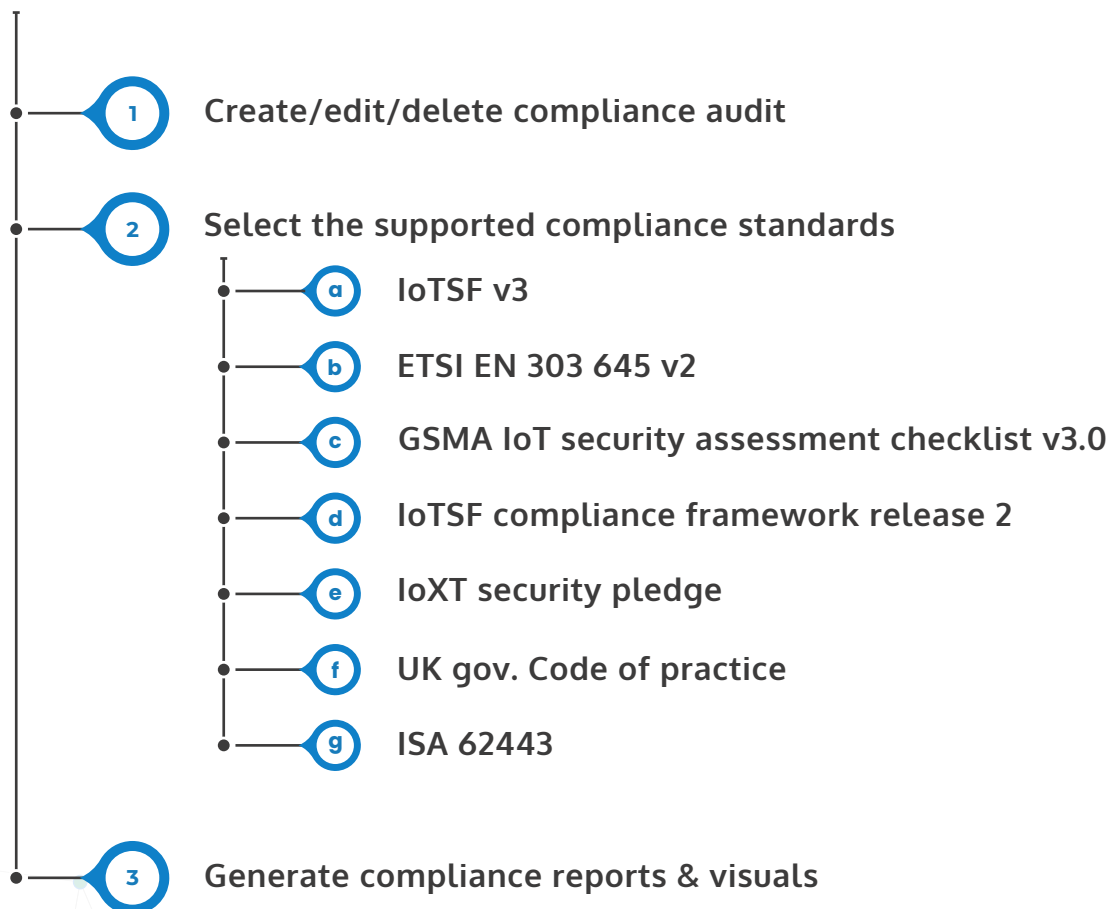 1 Create/edit/delete compliance audit
2 Select the supported compliance standards
a IoTSF v3
b ETSI EN 303 645 v2
c GSMA IoT security assessment checklist v3.0
d IoTSF compliance framework release 2
e IoXT security pledge
f UK gov. Code of practice
g ISA 62443
3 Generate compliance reports & visuals